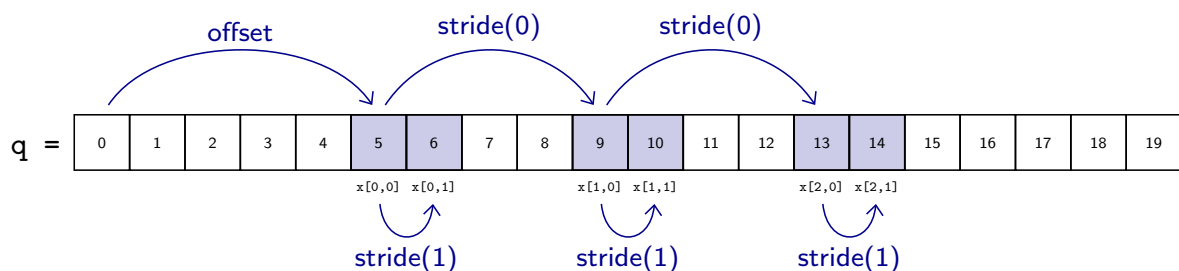 stride(0) stride(0)
offset
q = 0 1 2 3 4 5 6 7 8 9 10 11 12 13 14 15 16 17 18 19
x[0,0] x[0,1] x[1,0] x[1,1] x[2,0] x[2,1]
stride(1) stride(1) stride(1)